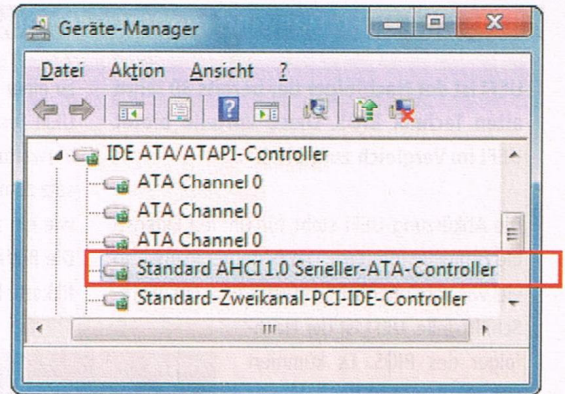 Geräte-Manager
Datei Aktion Ansicht ?
IDE ATA/ATAPI-Controller
ATA Channel 0
ATA Channel 0
ATA Channel 0
Standard AHCI 1.0 Serieller-ATA-Controller
Standard-Zweikanal-PCI-IDE-Controller